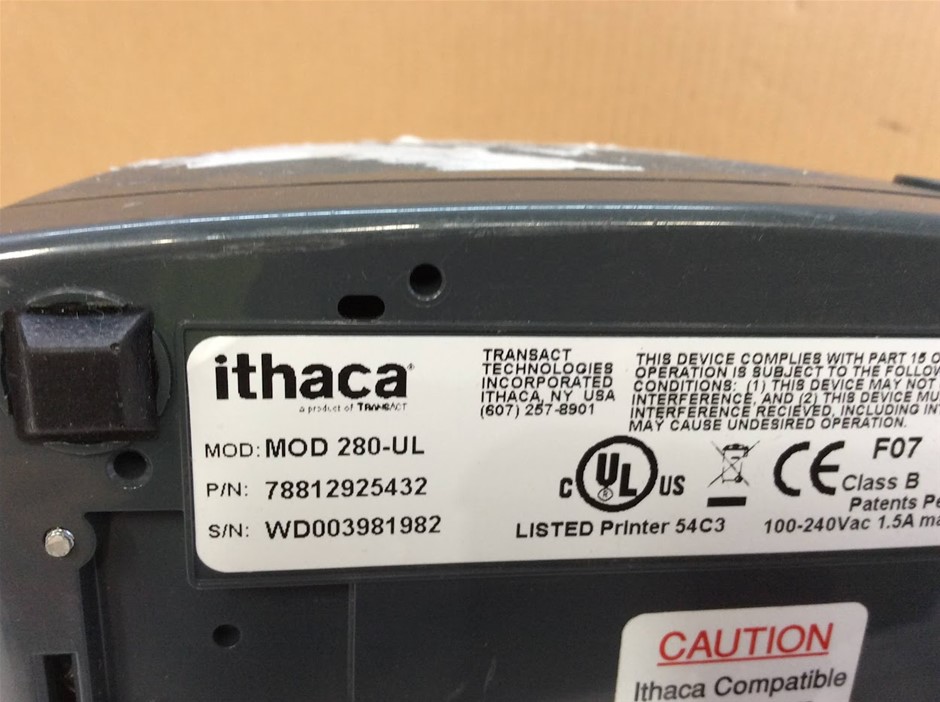 ithaca®
a product of TRANSACT
MOD: MOD 280-UL
P/N: 78812925432
S/N: WD003981982
TRANSACT
TECHNOLOGIES
INCORPORATED
ITHACA, NY USA
(607) 257-8901
THIS DEVICE COMPLIES WITH PART 15
OPERATION IS SUBJECT TO THE
CONDITIONS: (1) THIS DEVICE MAY NOT
INTERFERENCE, AND (2) THIS DEVICE
INTERFERENCE RECIEVED, INCLUDING
MAY CAUSE UNDESIRED OPERATION.
C UL ® US
CE
F07
Class B
Patents
LISTED Printer 54C3
100-240Vac 1.5A
CAUTION
Ithaca Compatible